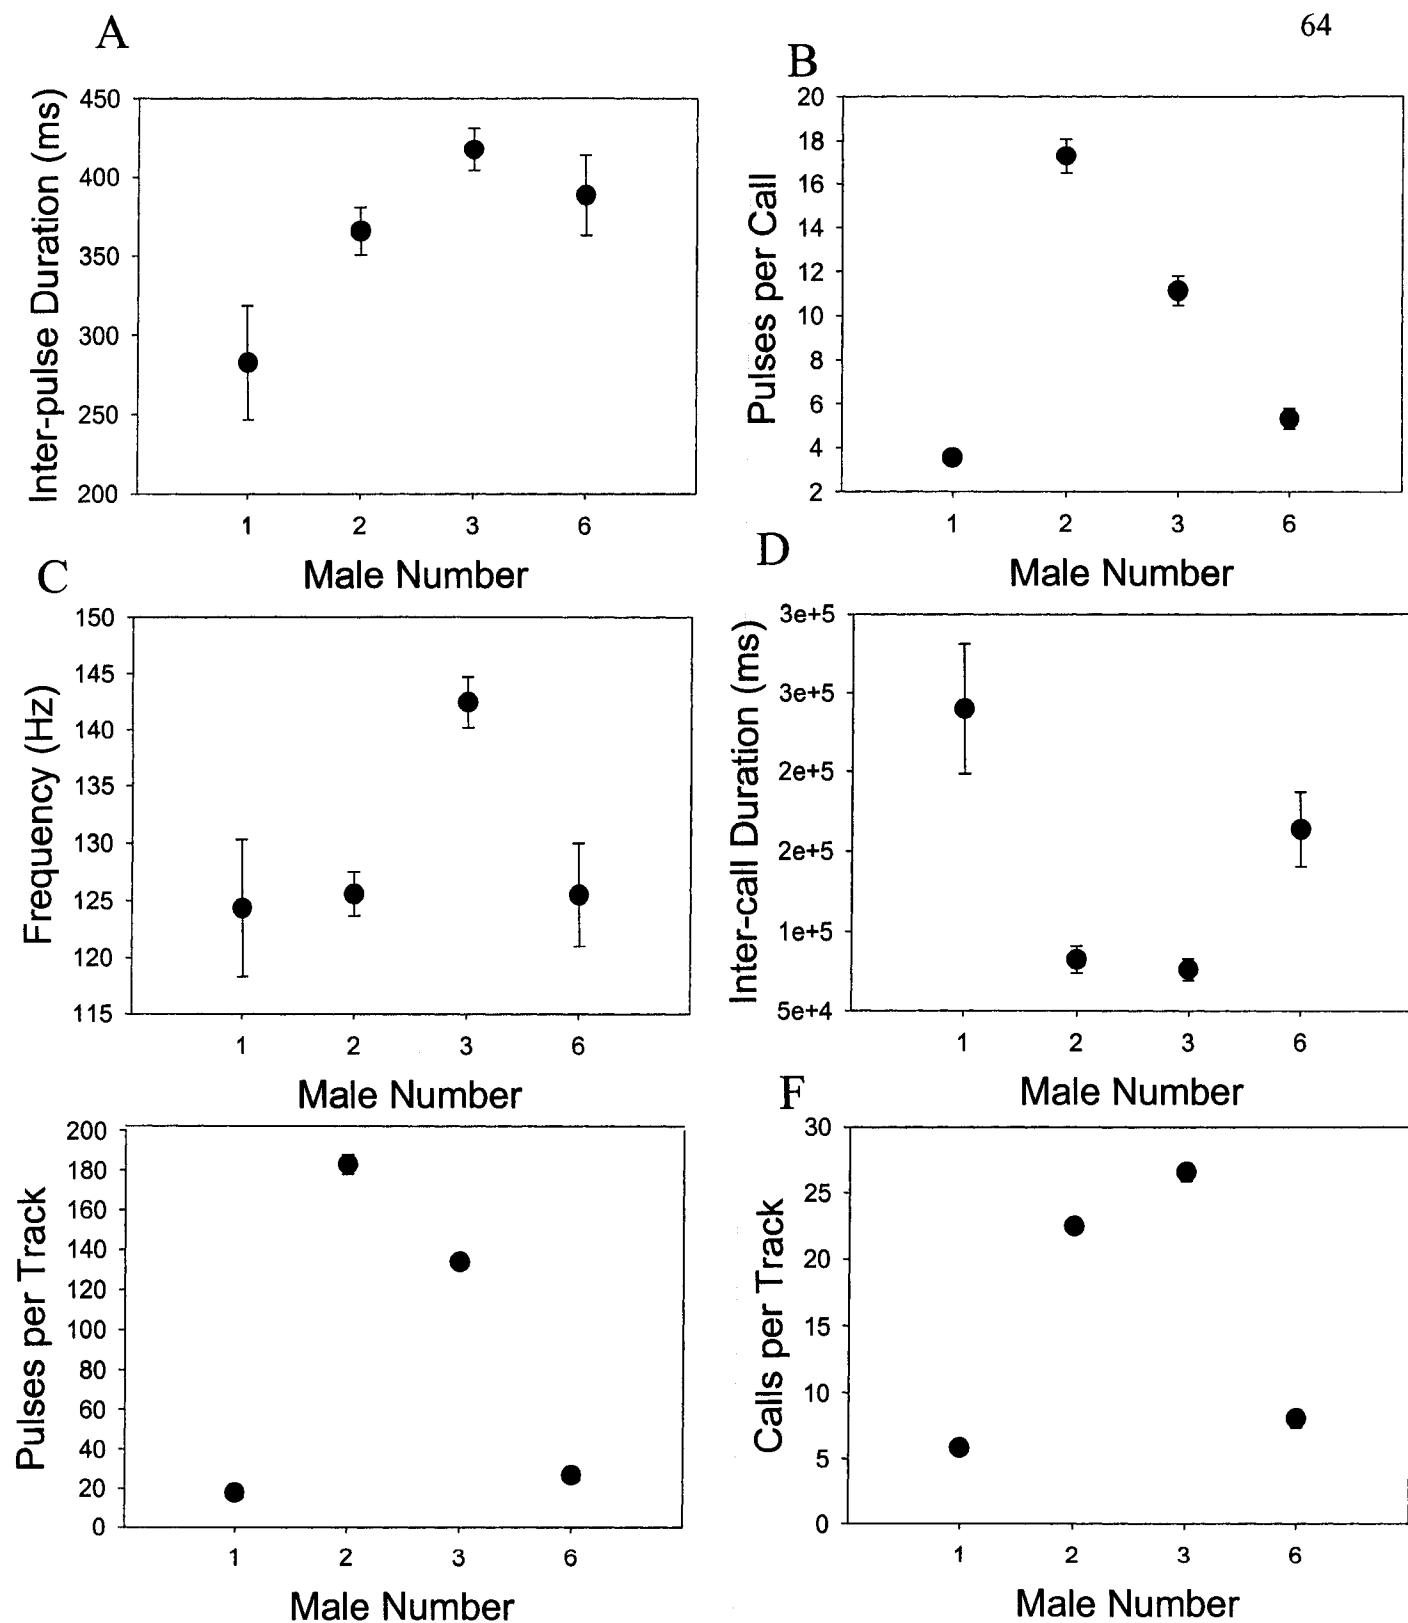 64
A
Inter-pulse Duration (ms)
450
400
350
300
250
200
1 2 3 6
Male Number
B
Pulses per Call
20
18
16
14
12
10
8
6
4
2
1 2 3 6
Male Number
C
Frequency (Hz)
150
145
140
135
130
125
120
115
1 2 3 6
Male Number
D
Inter-call Duration (ms)
3e+5
3e+5
2e+5
2e+5
1e+5
5e+4
1 2 3 6
Male Number
Pulses per Track
200
180
160
140
120
100
80
60
40
20
0
1 2 3 6
Male Number
F
Calls per Track
30
25
20
15
10
5
0
1 2 3 6
Male Number